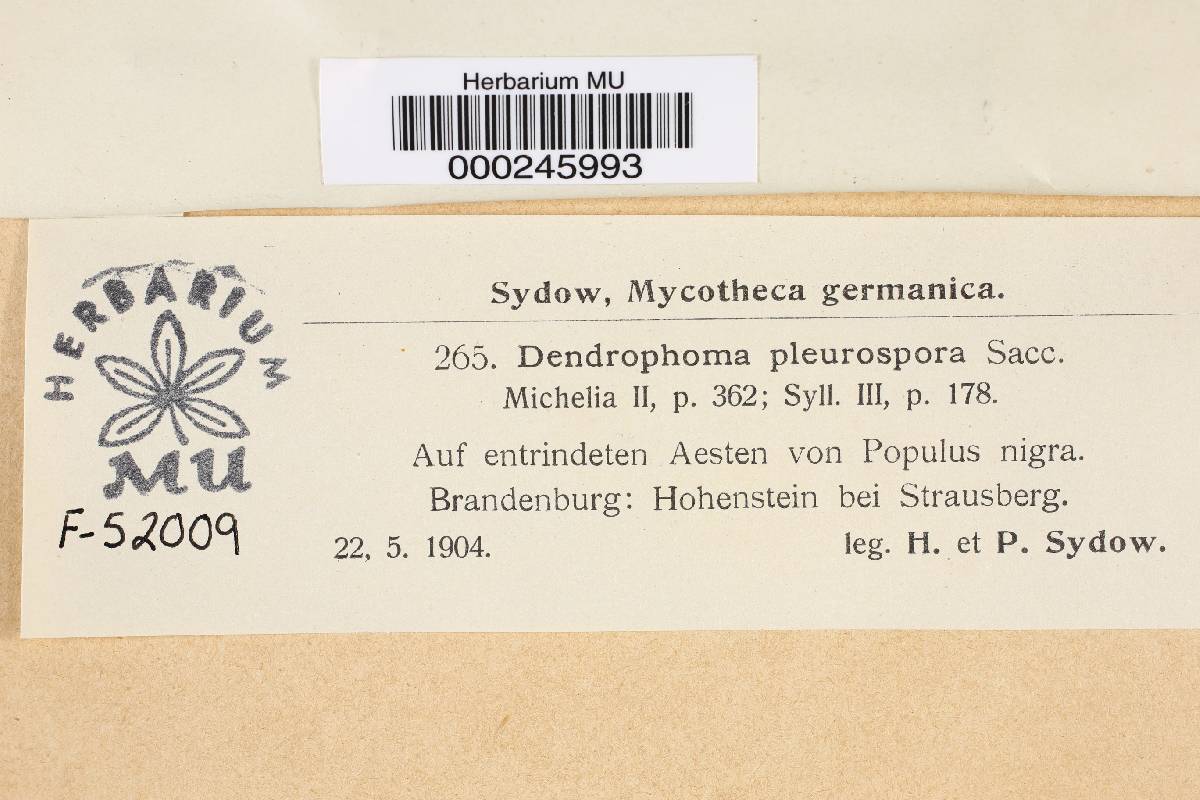 Herbarium MU
000245993
HERBARIUM
MU
F-52009
Sydow, Mycotheca germanica.
265. Dendrophoma pleurospora Sacc.
Michelia II, p. 362; Syll. III, p. 178.
Auf entrindeten Aesten von Populus nigra.
Brandenburg: Hohenstein bei Strausberg.
22, 5. 1904. leg. H. et P. Sydow.